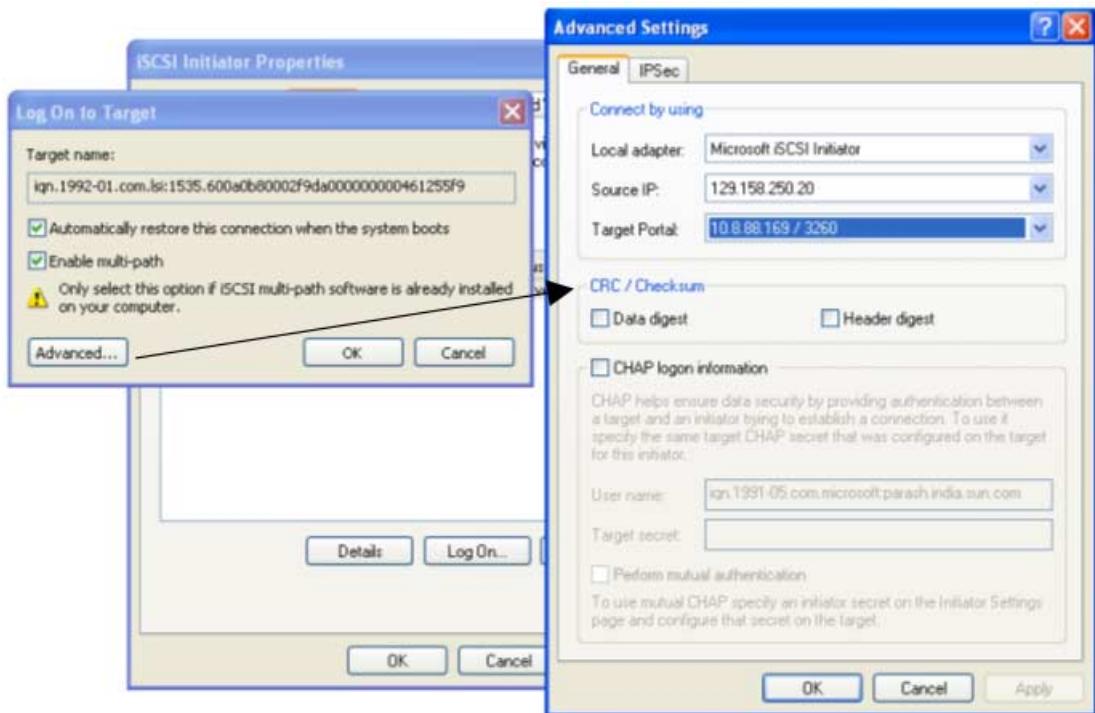 iSCSI Initiator Properties
Log On to Target
Target name:
iqn.1992-01.com.lsi:1535.600a0b80002f9da000000000461255f9
Automatically restore this connection when the system boots
Enable multi-path
Only select this option if iSCSI multi-path software is already installed
on your computer.
Advanced...
OK
Cancel
Details
Log On...
OK
Cancel
Advanced Settings
General
IPSec
Connect by using
Local adapter:
Microsoft iSCSI Initiator
Source IP:
129.158.250.20
Target Portal:
10.8.88.169 / 3260
CRC / Checksum
Data digest
Header digest
CHAP logon information
CHAP helps ensure data security by providing authentication between
a target and an initiator trying to establish a connection. To use it
specify the same target CHAP secret that was configured on the target
for this initiator.
User name:
iqn.1991-05.com.microsoft:parash.india.sun.com
Target secret:
Perform mutual authentication
To use mutual CHAP specify an initiator secret on the Initiator Settings
page and configure that secret on the target.
OK
Cancel
Apply